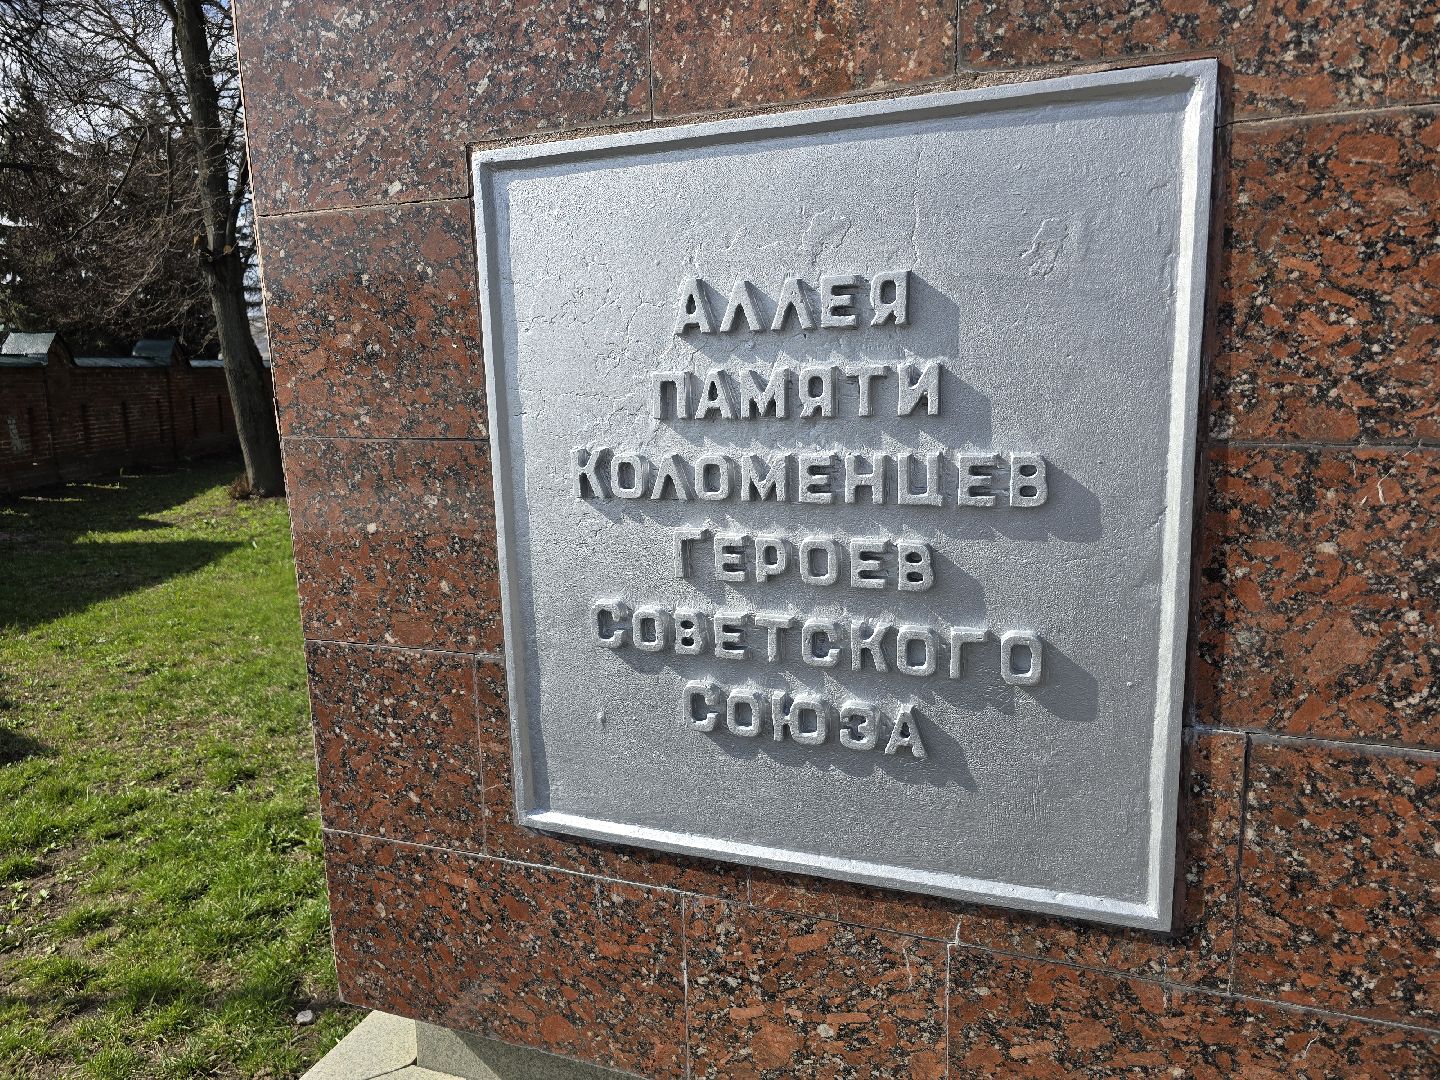 АЛЛЕЯ
ПАМЯТИ
КОЛОМЕНЦЕВ
ГЕРОЕВ
СОВЕТСКОГО
СОЮЗА